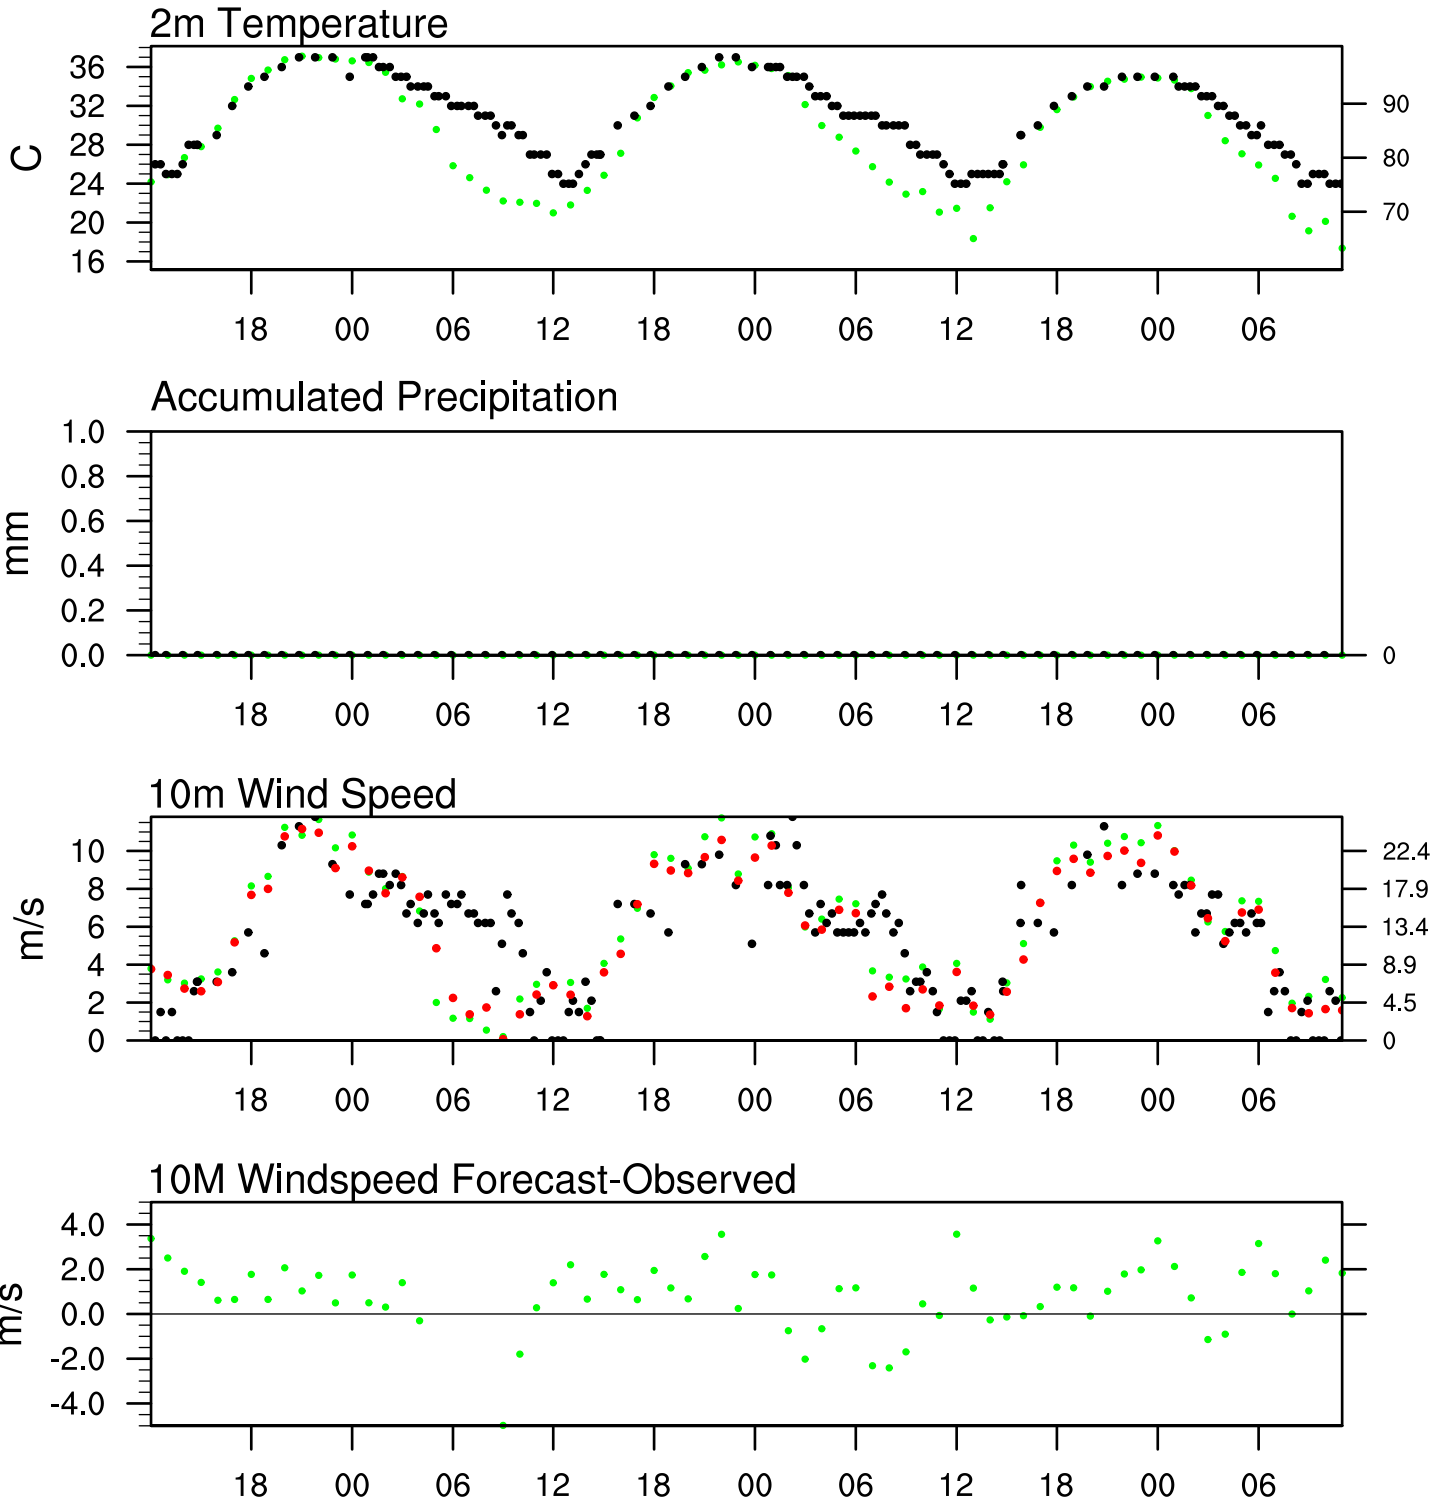 2m Temperature
36
32
28
24
20
16
C
90
80
70
18 00 06 12 18 00 06 12 18 00 06
Accumulated Precipitation
1.0
0.8
0.6
0.4
0.2
0.0
mm
0
18 00 06 12 18 00 06 12 18 00 06
10m Wind Speed
10
8
6
4
2
0
m/s
22.4
17.9
13.4
8.9
4.5
0
18 00 06 12 18 00 06 12 18 00 06
10M Windspeed Forecast-Observed
4.0
2.0
0.0
-2.0
-4.0
m/s
18 00 06 12 18 00 06 12 18 00 06